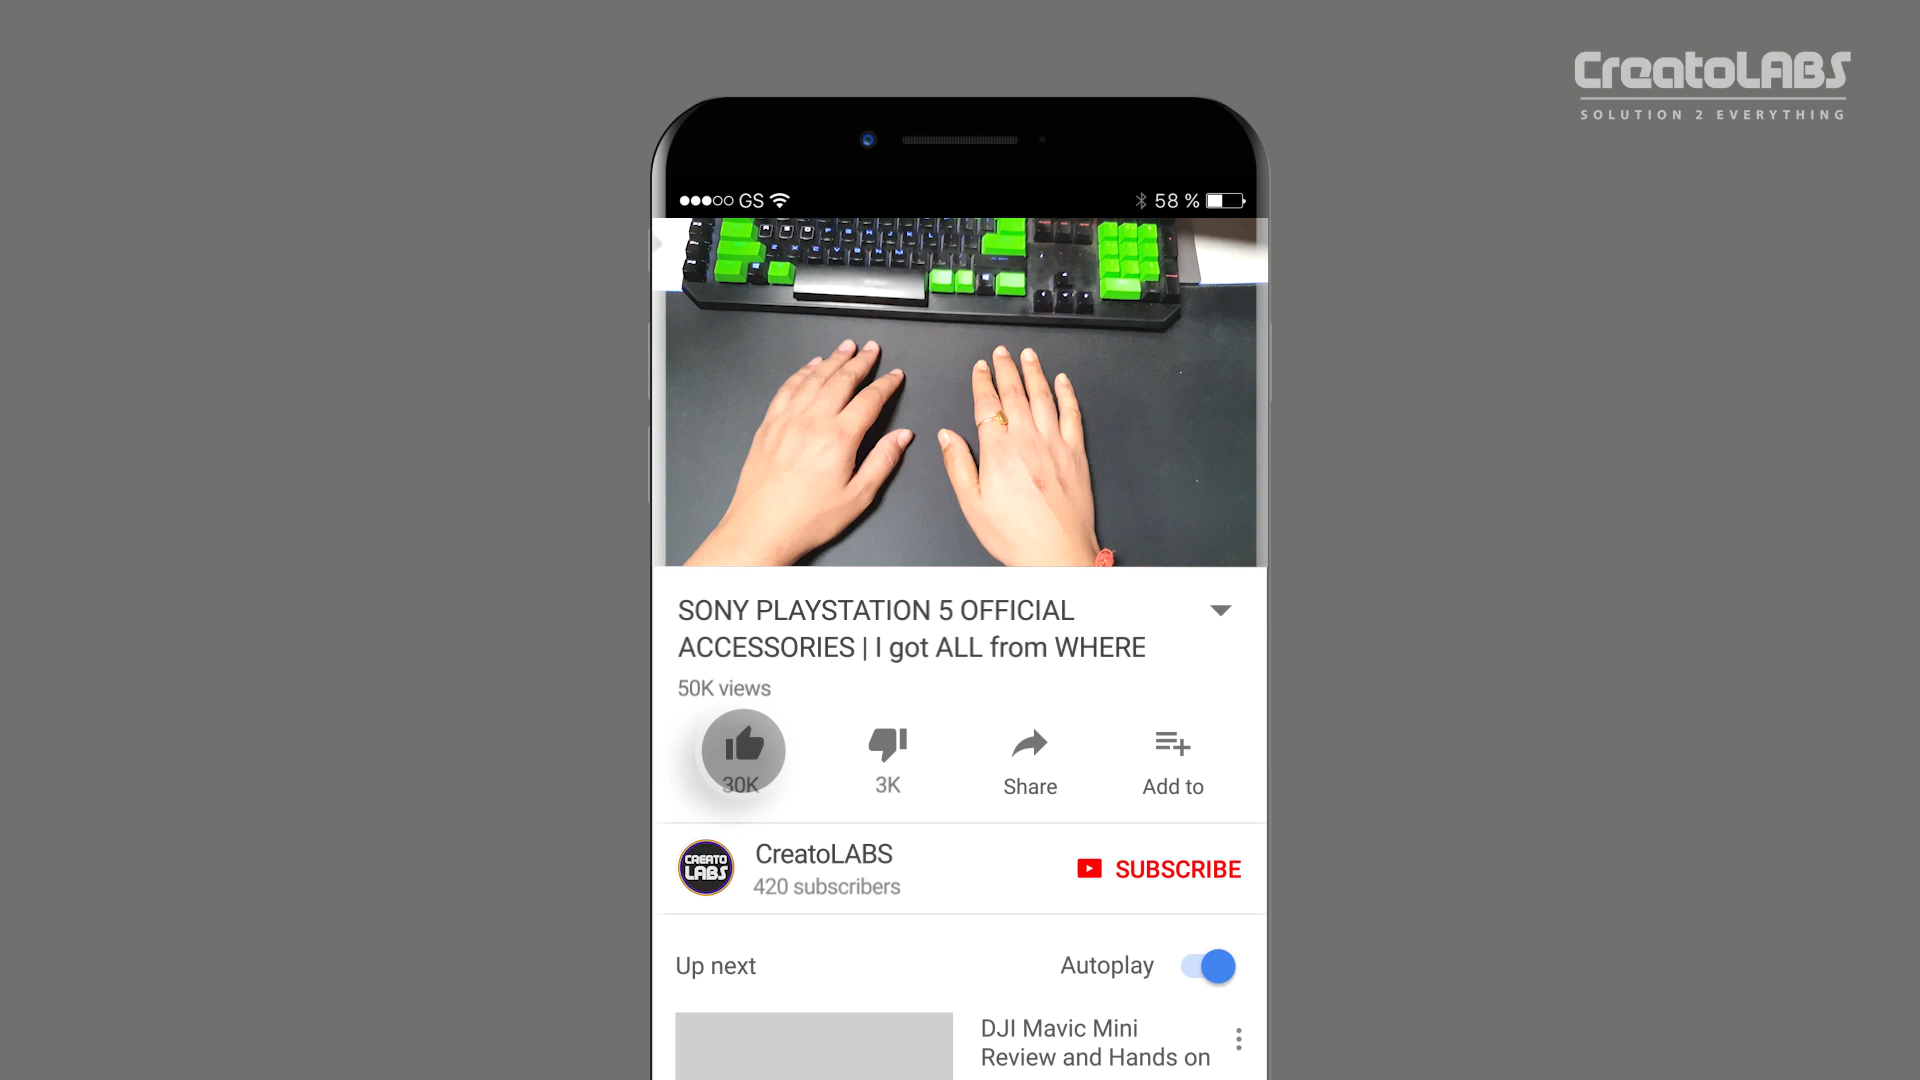 CreatoLABS
SOLUTION 2 EVERYTHING
GS
58 %
SONY PLAYSTATION 5 OFFICIAL
ACCESSORIES | I got ALL from WHERE
50K views
30K
3K
Share
Add to
CREATO
LABS
CreatoLABS
420 subscribers
SUBSCRIBE
Up next
Autoplay
DJI Mavic Mini
Review and Hands on